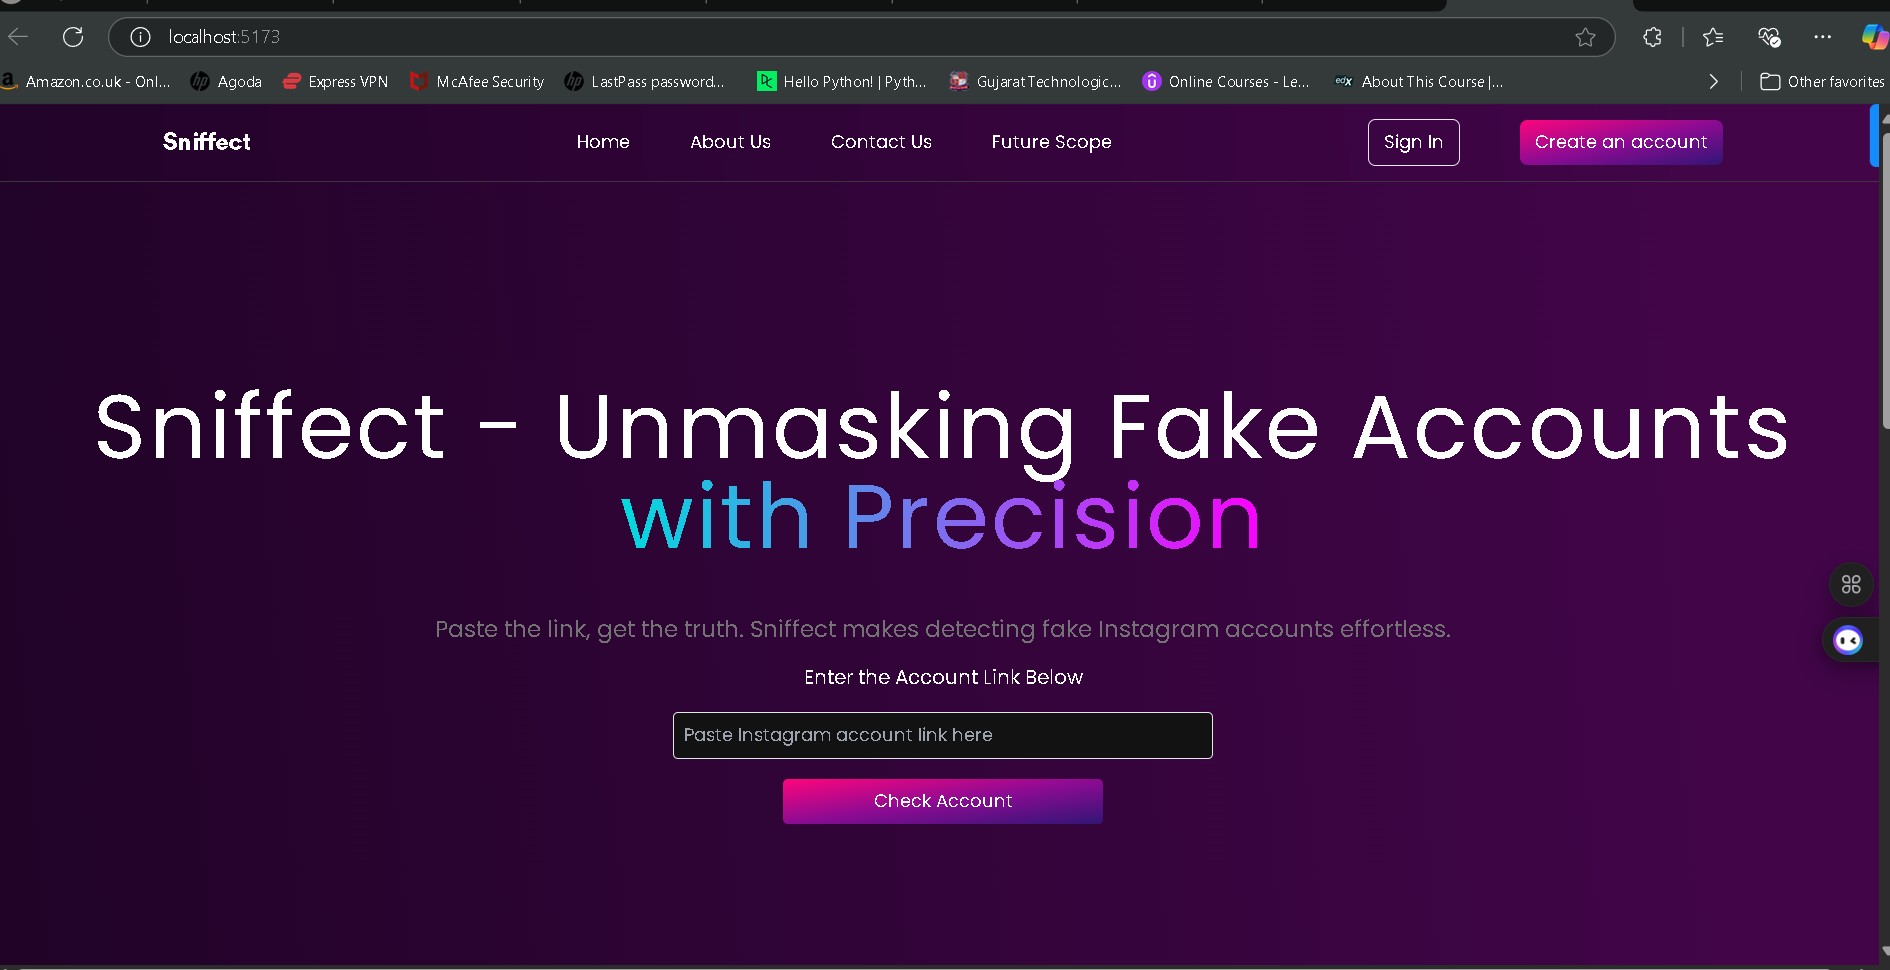 localhost:5173
Amazon.co.uk - Onl... Agoda Express VPN McAfee Security LastPass password... Hello Python! | Pyth... Gujarat Technologic... Online Courses - Le... edX About This Course |... Other favorites
Sniffect Home About Us Contact Us Future Scope Sign In Create an account
Sniffect - Unmasking Fake Accounts
with Precision
Paste the link, get the truth. Sniffect makes detecting fake Instagram accounts effortless.
Enter the Account Link Below
Paste Instagram account link here
Check Account